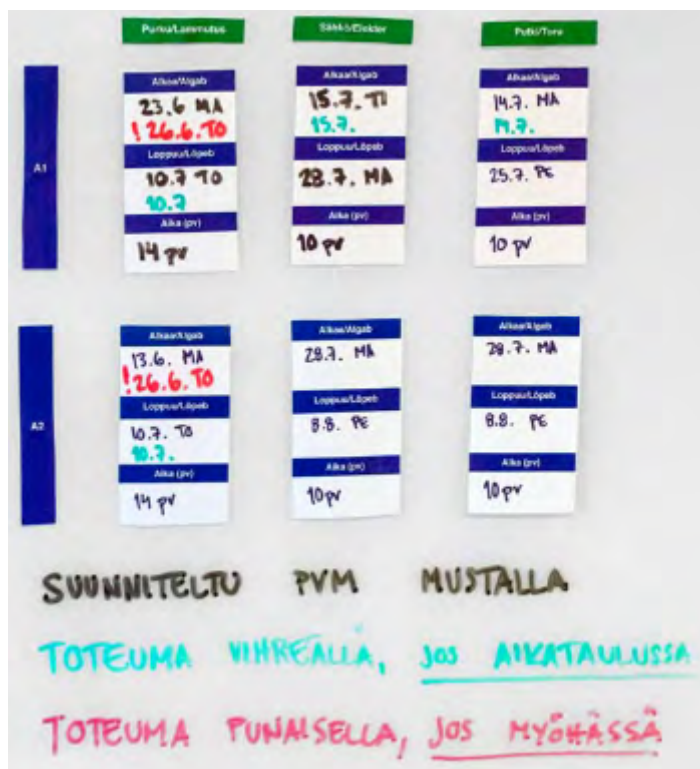 Purku/Lammutus Sähkö/Elekter Putki/Toru
A1
Alkaa/Algab Alkaa/Algab Alkaa/Algab
23.6 MA 15.7. TI 14.7. MA
! 26.6. TO 15.7. 14.7.
Loppuu/Lõpeb Loppuu/Lõpeb Loppuu/Lõpeb
10.7 TO 28.7. MA 25.7. PE
10.7
Aika (pv) Aika (pv) Aika (pv)
14 pv 10 pv 10 pv
A2
Alkaa/Algab Alkaa/Algab Alkaa/Algab
13.6. MA 28.7. MA 28.7. MA
! 26.6. TO
Loppuu/Lõpeb Loppuu/Lõpeb Loppuu/Lõpeb
10.7. TO 8.8. PE 8.8. PE
10.7.
Aika (pv) Aika (pv) Aika (pv)
14 pv 10 pv 10 pv
SUUNNITELTU PVM MUSTALLA
TOTEUMA VIHREÄLLÄ, JOS AIKATAULUSSA
TOTEUMA PUNAISELLA, JOS MYÖHÄSSÄ